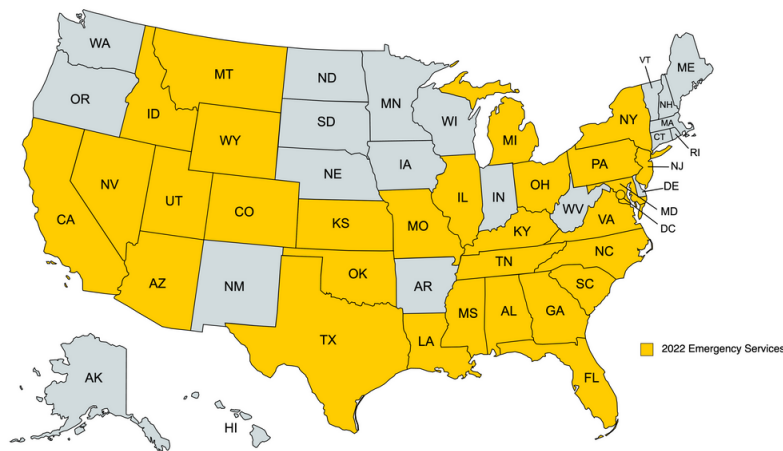 WA
MT
ND
MN
VT
ME
OR
ID
WY
SD
WI
MI
NY
NH
MA
CT
RI
NE
IA
PA
NJ
NV
UT
CO
IL
IN
OH
DE
MD
DC
CA
KS
MO
KY
WV
VA
AZ
NM
OK
AR
TN
NC
SC
TX
LA
MS
AL
GA
2022 Emergency Services
FL
AK
HI